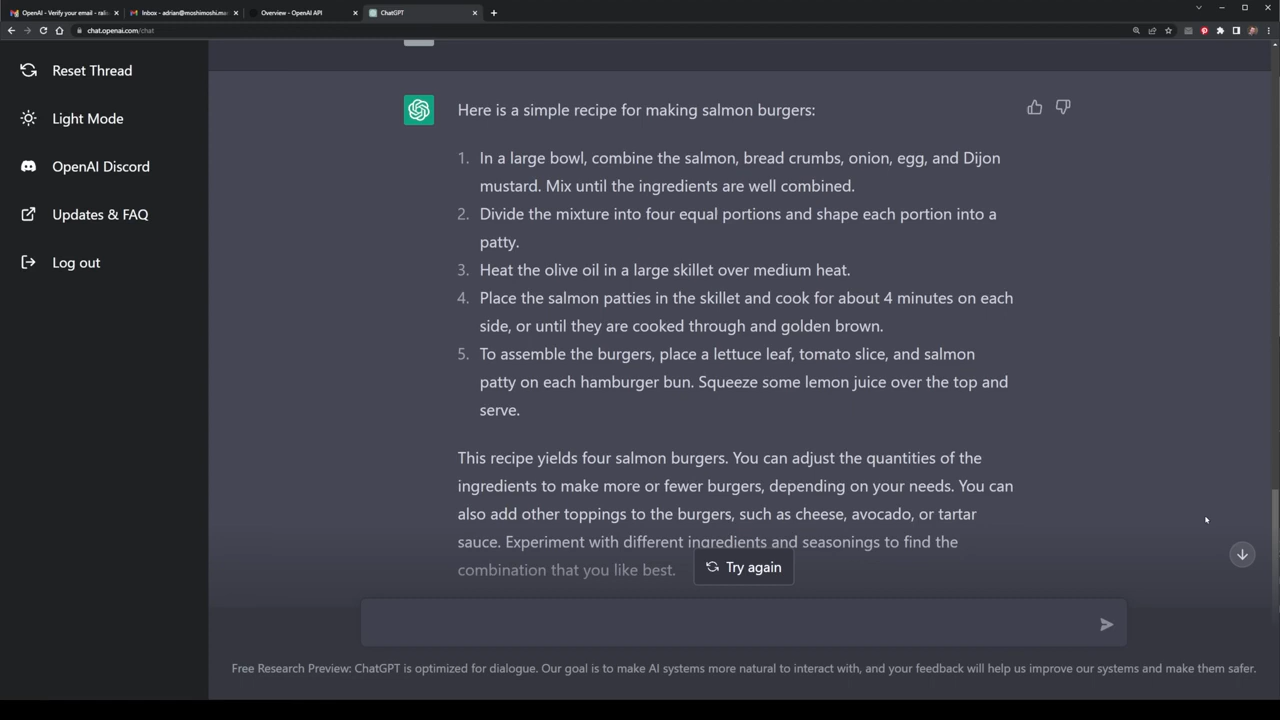 OpenAI - Verify your email - rain
Inbox - adrian@moshimoshi.ma
Overview - OpenAI API
ChatGPT
chat.openai.com/chat
Reset Thread
Light Mode
OpenAI Discord
Updates & FAQ
Log out
Here is a simple recipe for making salmon burgers:
1. In a large bowl, combine the salmon, bread crumbs, onion, egg, and Dijon
mustard. Mix until the ingredients are well combined.
2. Divide the mixture into four equal portions and shape each portion into a
patty.
3. Heat the olive oil in a large skillet over medium heat.
4. Place the salmon patties in the skillet and cook for about 4 minutes on each
side, or until they are cooked through and golden brown.
5. To assemble the burgers, place a lettuce leaf, tomato slice, and salmon
patty on each hamburger bun. Squeeze some lemon juice over the top and
serve.
This recipe yields four salmon burgers. You can adjust the quantities of the
ingredients to make more or fewer burgers, depending on your needs. You can
also add other toppings to the burgers, such as cheese, avocado, or tartar
sauce. Experiment with different ingredients and seasonings to find the
combination that you like best.
Try again
Free Research Preview: ChatGPT is optimized for dialogue. Our goal is to make AI systems more natural to interact with, and your feedback will help us improve our systems and make them safer.